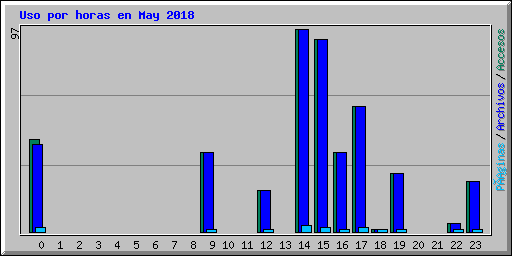 Uso por horas en May 2018
97
0 1 2 3 4 5 6 7 8 9 10 11 12 13 14 15 16 17 18 19 20 21 22 23
PÃginas / Archivos / Accesos